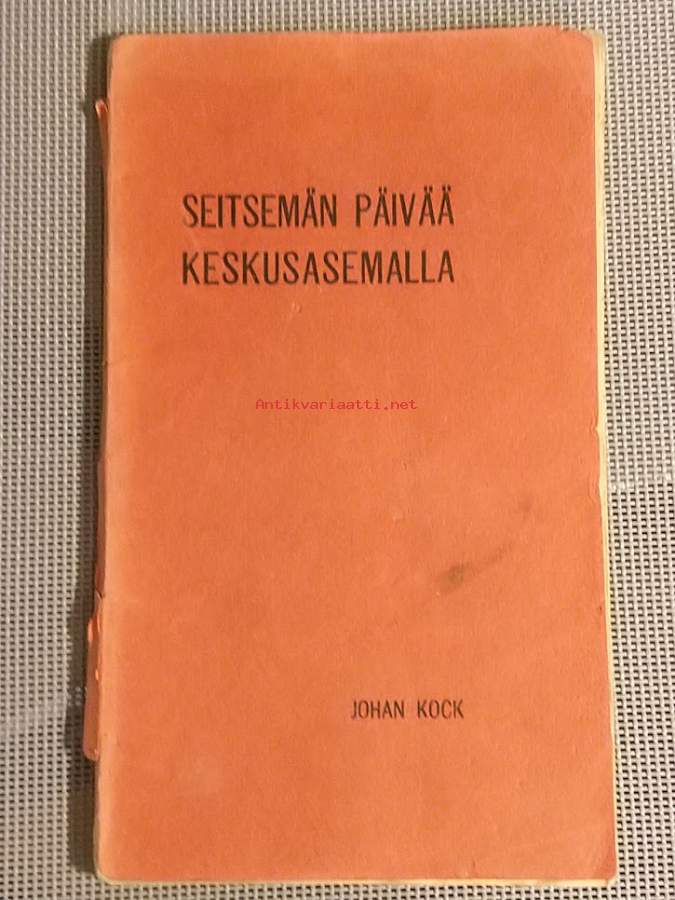 SEITSEMÄN PÄIVÄÄ
KESKUSASEMALLA
Antikvariaatti.net
JOHAN KOCK